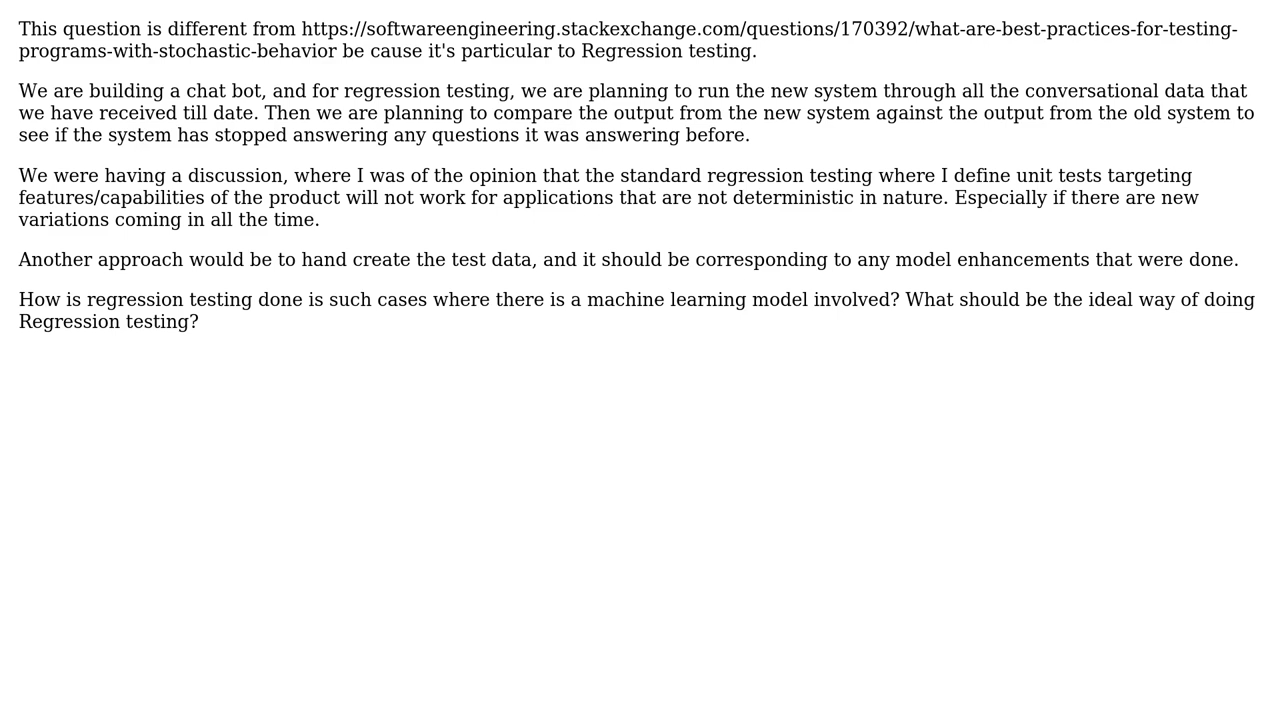 This question is different from https://softwareengineering.stackexchange.com/questions/170392/what-are-best-practices-for-testing-
programs-with-stochastic-behavior be cause it's particular to Regression testing.
We are building a chat bot, and for regression testing, we are planning to run the new system through all the conversational data that
we have received till date. Then we are planning to compare the output from the new system against the output from the old system to
see if the system has stopped answering any questions it was answering before.
We were having a discussion, where I was of the opinion that the standard regression testing where I define unit tests targeting
features/capabilities of the product will not work for applications that are not deterministic in nature. Especially if there are new
variations coming in all the time.
Another approach would be to hand create the test data, and it should be corresponding to any model enhancements that were done.
How is regression testing done is such cases where there is a machine learning model involved? What should be the ideal way of doing
Regression testing?